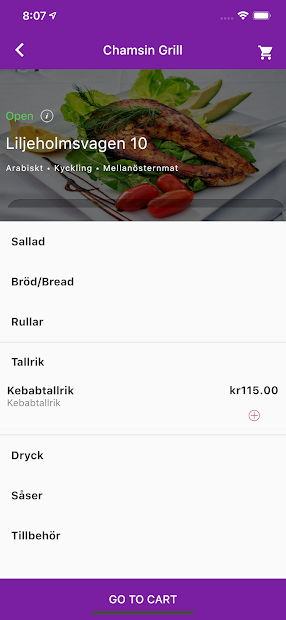 8:07
Chamsin Grill
Open
Liljeholmsvagen 10
Arabiskt • Kyckling • Mellanösternmat
Sallad
Bröd/Bread
Rullar
Tallrik
Kebabtallrik kr115.00
Kebabtallrik
Dryck
Såser
Tillbehör
GO TO CART